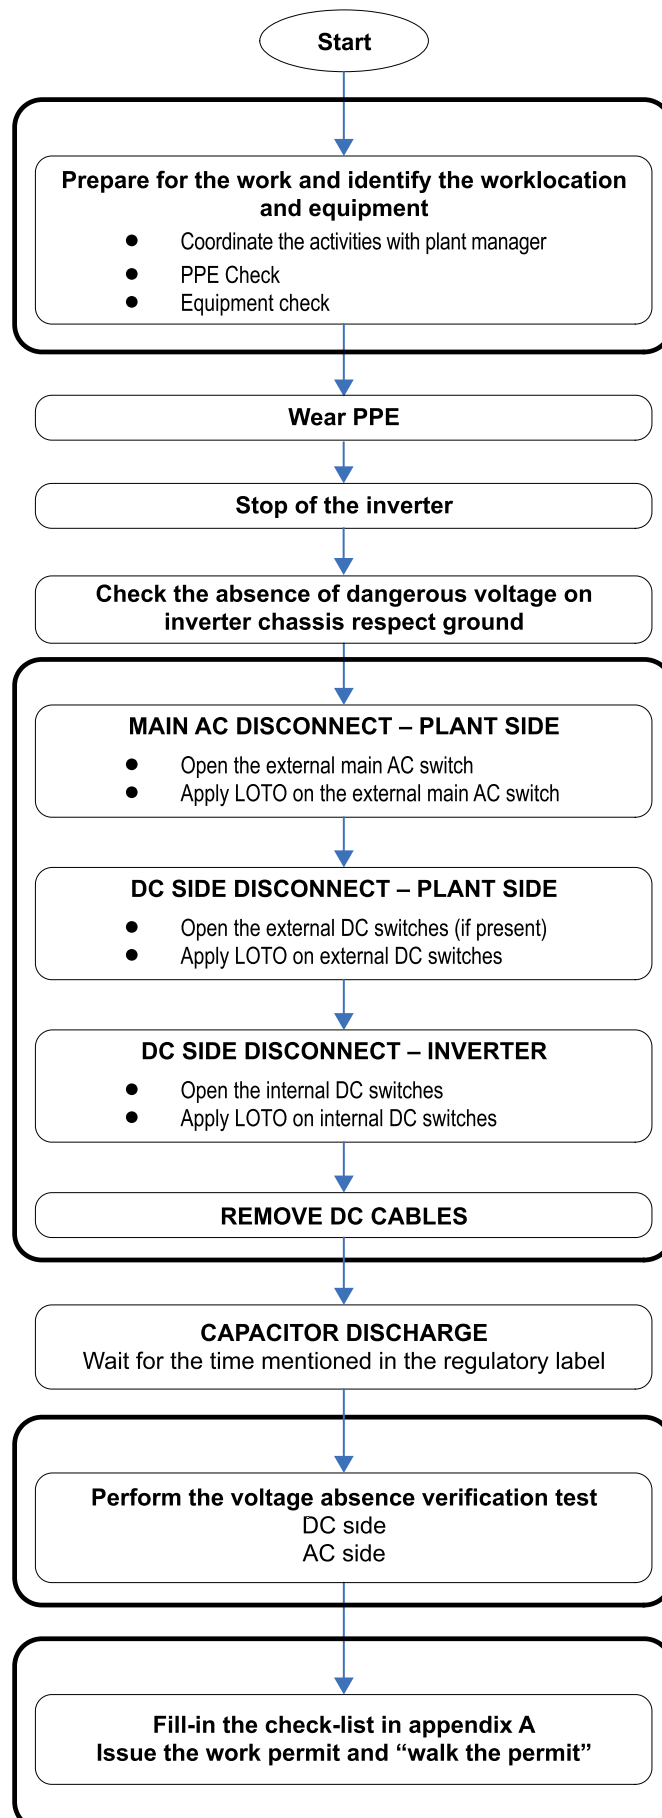 Start
Prepare for the work and identify the worklocation
and equipment
● Coordinate the activities with plant manager
● PPE Check
● Equipment check
Wear PPE
Stop of the inverter
Check the absence of dangerous voltage on
inverter chassis respect ground
MAIN AC DISCONNECT – PLANT SIDE
● Open the external main AC switch
● Apply LOTO on the external main AC switch
DC SIDE DISCONNECT – PLANT SIDE
● Open the external DC switches (if present)
● Apply LOTO on external DC switches
DC SIDE DISCONNECT – INVERTER
● Open the internal DC switches
● Apply LOTO on internal DC switches
REMOVE DC CABLES
CAPACITOR DISCHARGE
Wait for the time mentioned in the regulatory label
Perform the voltage absence verification test
DC side
AC side
Fill-in the check-list in appendix A
Issue the work permit and “walk the permit”